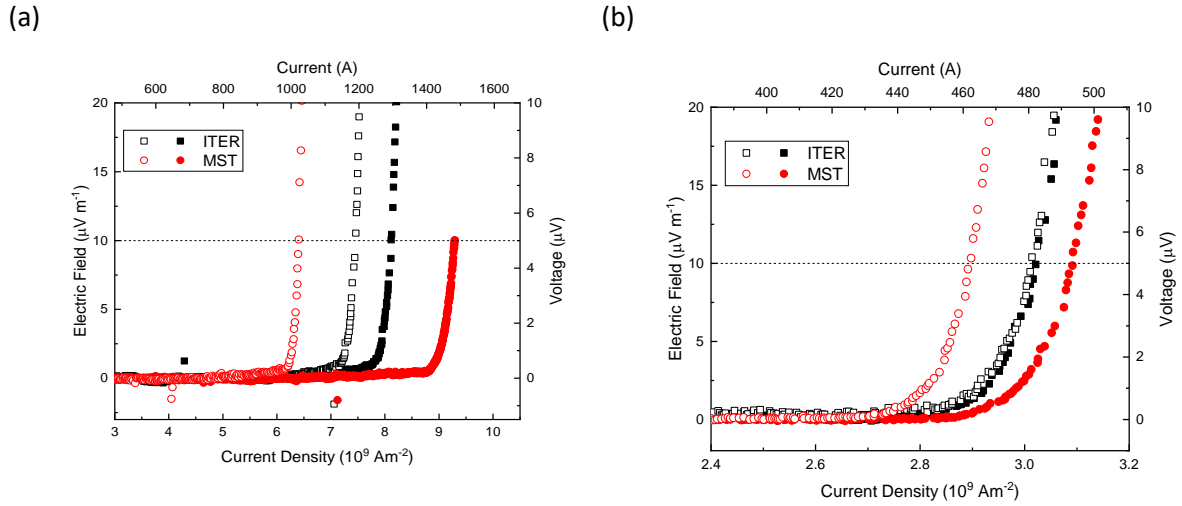 (a)
Current (A)
600 800 1000 1200 1400 1600
20
15
10
5
0
10
8
6
4
2
0
ITER
MST
Electric Field (μV m⁻¹)
Voltage (μV)
3 4 5 6 7 8 9 10
Current Density (10⁹ Am⁻²)
(b)
Current (A)
400 420 440 460 480 500
20
15
10
5
0
10
8
6
4
2
0
ITER
MST
Electric Field (μV m⁻¹)
Voltage (μV)
2.4 2.6 2.8 3.0 3.2
Current Density (10⁹ Am⁻²)